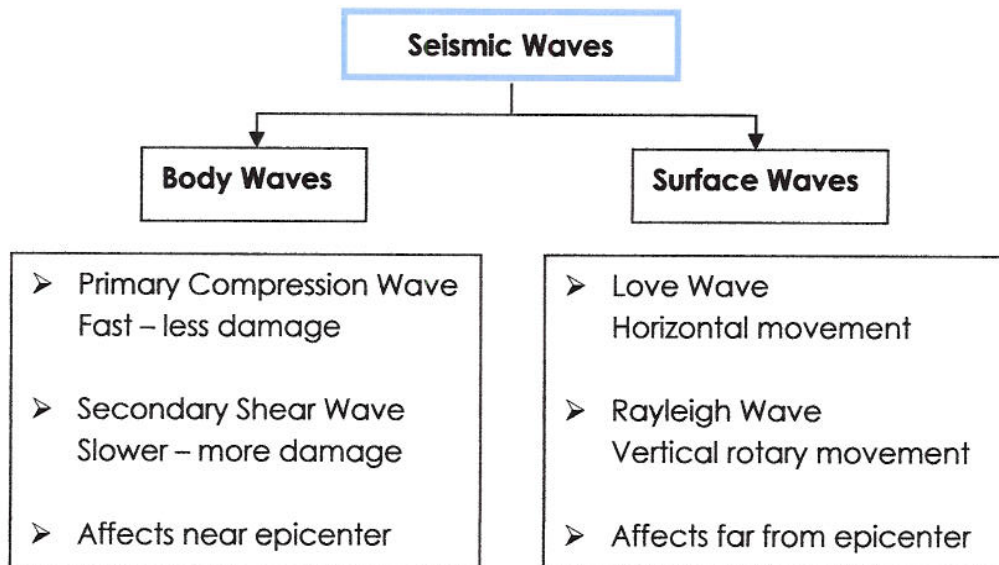 Seismic Waves
Body Waves
Surface Waves
➤ Primary Compression Wave
Fast – less damage
➤ Secondary Shear Wave
Slower – more damage
➤ Affects near epicenter
➤ Love Wave
Horizontal movement
➤ Rayleigh Wave
Vertical rotary movement
➤ Affects far from epicenter